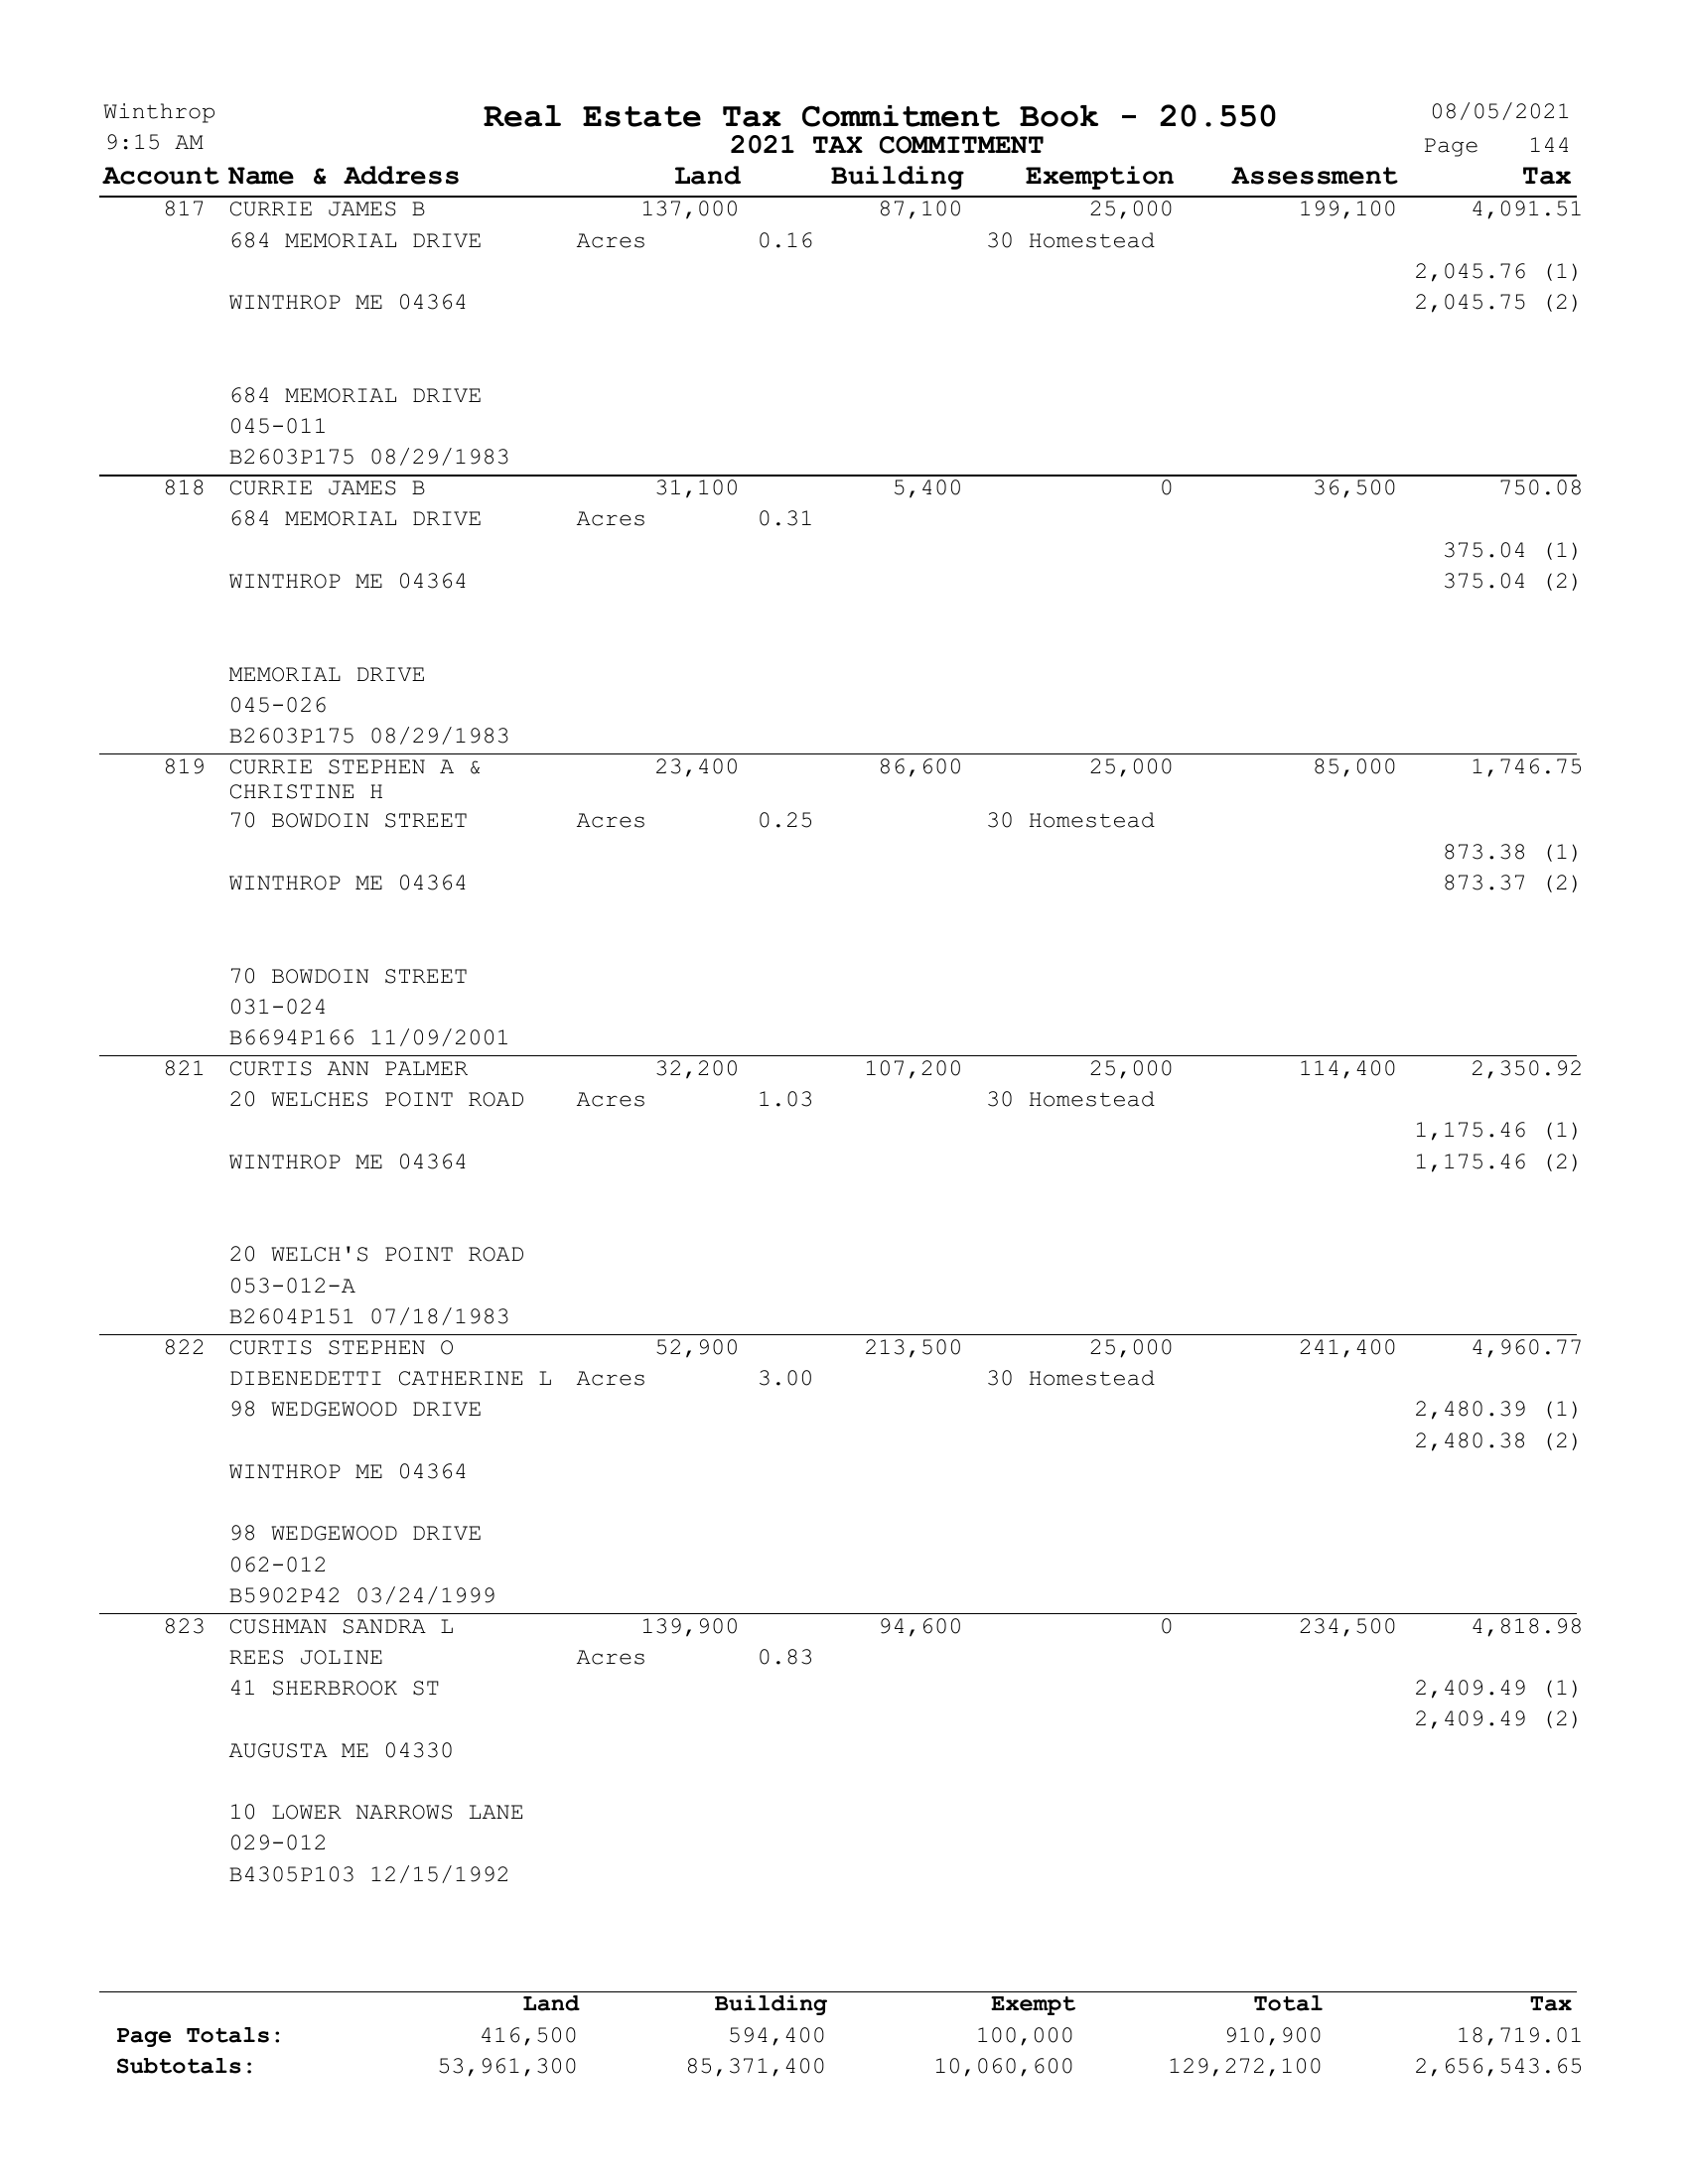 Winthrop Real Estate Tax Commitment Book - 20.550 08/05/2021
9:15 AM 2021 TAX COMMITMENT Page 144
Account Name & Address Land Building Exemption Assessment Tax
817 CURRIE JAMES B 137,000 87,100 25,000 199,100 4,091.51
684 MEMORIAL DRIVE Acres 0.16 30 Homestead
2,045.76 (1)
WINTHROP ME 04364 2,045.75 (2)
684 MEMORIAL DRIVE
045-011
B2603P175 08/29/1983
818 CURRIE JAMES B 31,100 5,400 0 36,500 750.08
684 MEMORIAL DRIVE Acres 0.31
375.04 (1)
WINTHROP ME 04364 375.04 (2)
MEMORIAL DRIVE
045-026
B2603P175 08/29/1983
819 CURRIE STEPHEN A & 23,400 86,600 25,000 85,000 1,746.75
CHRISTINE H
70 BOWDOIN STREET Acres 0.25 30 Homestead
873.38 (1)
WINTHROP ME 04364 873.37 (2)
70 BOWDOIN STREET
031-024
B6694P166 11/09/2001
821 CURTIS ANN PALMER 32,200 107,200 25,000 114,400 2,350.92
20 WELCHES POINT ROAD Acres 1.03 30 Homestead
1,175.46 (1)
WINTHROP ME 04364 1,175.46 (2)
20 WELCH'S POINT ROAD
053-012-A
B2604P151 07/18/1983
822 CURTIS STEPHEN O 52,900 213,500 25,000 241,400 4,960.77
DIBENEDETTI CATHERINE L Acres 3.00 30 Homestead
98 WEDGEWOOD DRIVE 2,480.39 (1)
2,480.38 (2)
WINTHROP ME 04364
98 WEDGEWOOD DRIVE
062-012
B5902P42 03/24/1999
823 CUSHMAN SANDRA L 139,900 94,600 0 234,500 4,818.98
REES JOLINE Acres 0.83
41 SHERBROOK ST 2,409.49 (1)
2,409.49 (2)
AUGUSTA ME 04330
10 LOWER NARROWS LANE
029-012
B4305P103 12/15/1992
Land Building Exempt Total Tax
Page Totals: 416,500 594,400 100,000 910,900 18,719.01
Subtotals: 53,961,300 85,371,400 10,060,600 129,272,100 2,656,543.65